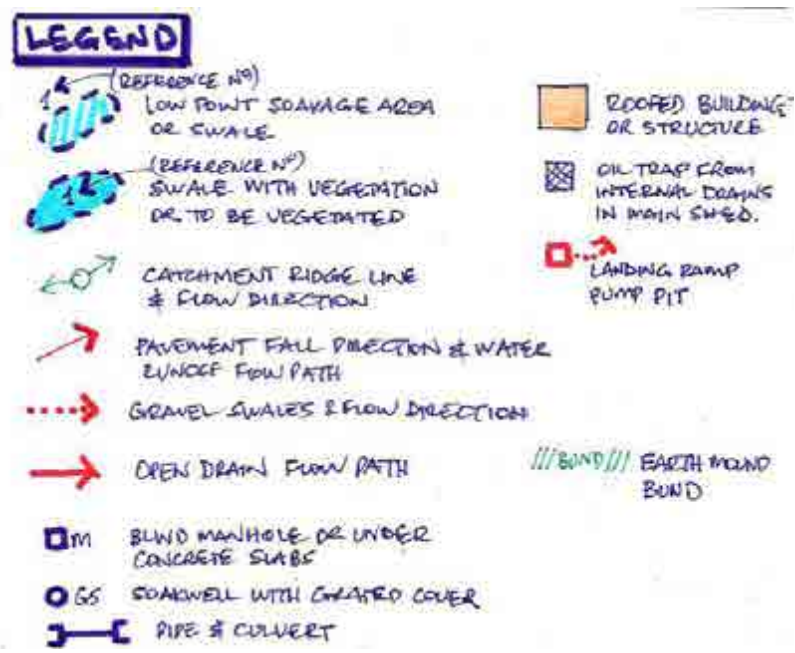 LEGEND
(REFERENCE Nº)
1
LOW POINT SOAKAGE AREA
OR SWALE
(REFERENCE Nº)
1
SWALE WITH VEGETATION
OR TO BE VEGETATED
CATCHMENT RIDGE LINE
& FLOW DIRECTION
PAVEMENT FALL DIRECTION & WATER
RUNOFF FLOW PATH
GRAVEL SWALES & FLOW DIRECTION
OPEN DRAIN FLOW PATH
M BLIND MANHOLE OR UNDER
CONCRETE SLABS
GS SOAKWELL WITH GRATED COVER
PIPE & CULVERT
ROOFED BUILDING
OR STRUCTURE
OIL TRAP FROM
INTERNAL DRAINS
IN MAIN SHED.
LANDING RAMP
PUMP PIT
///BUND/// EARTH MOUND
BUND